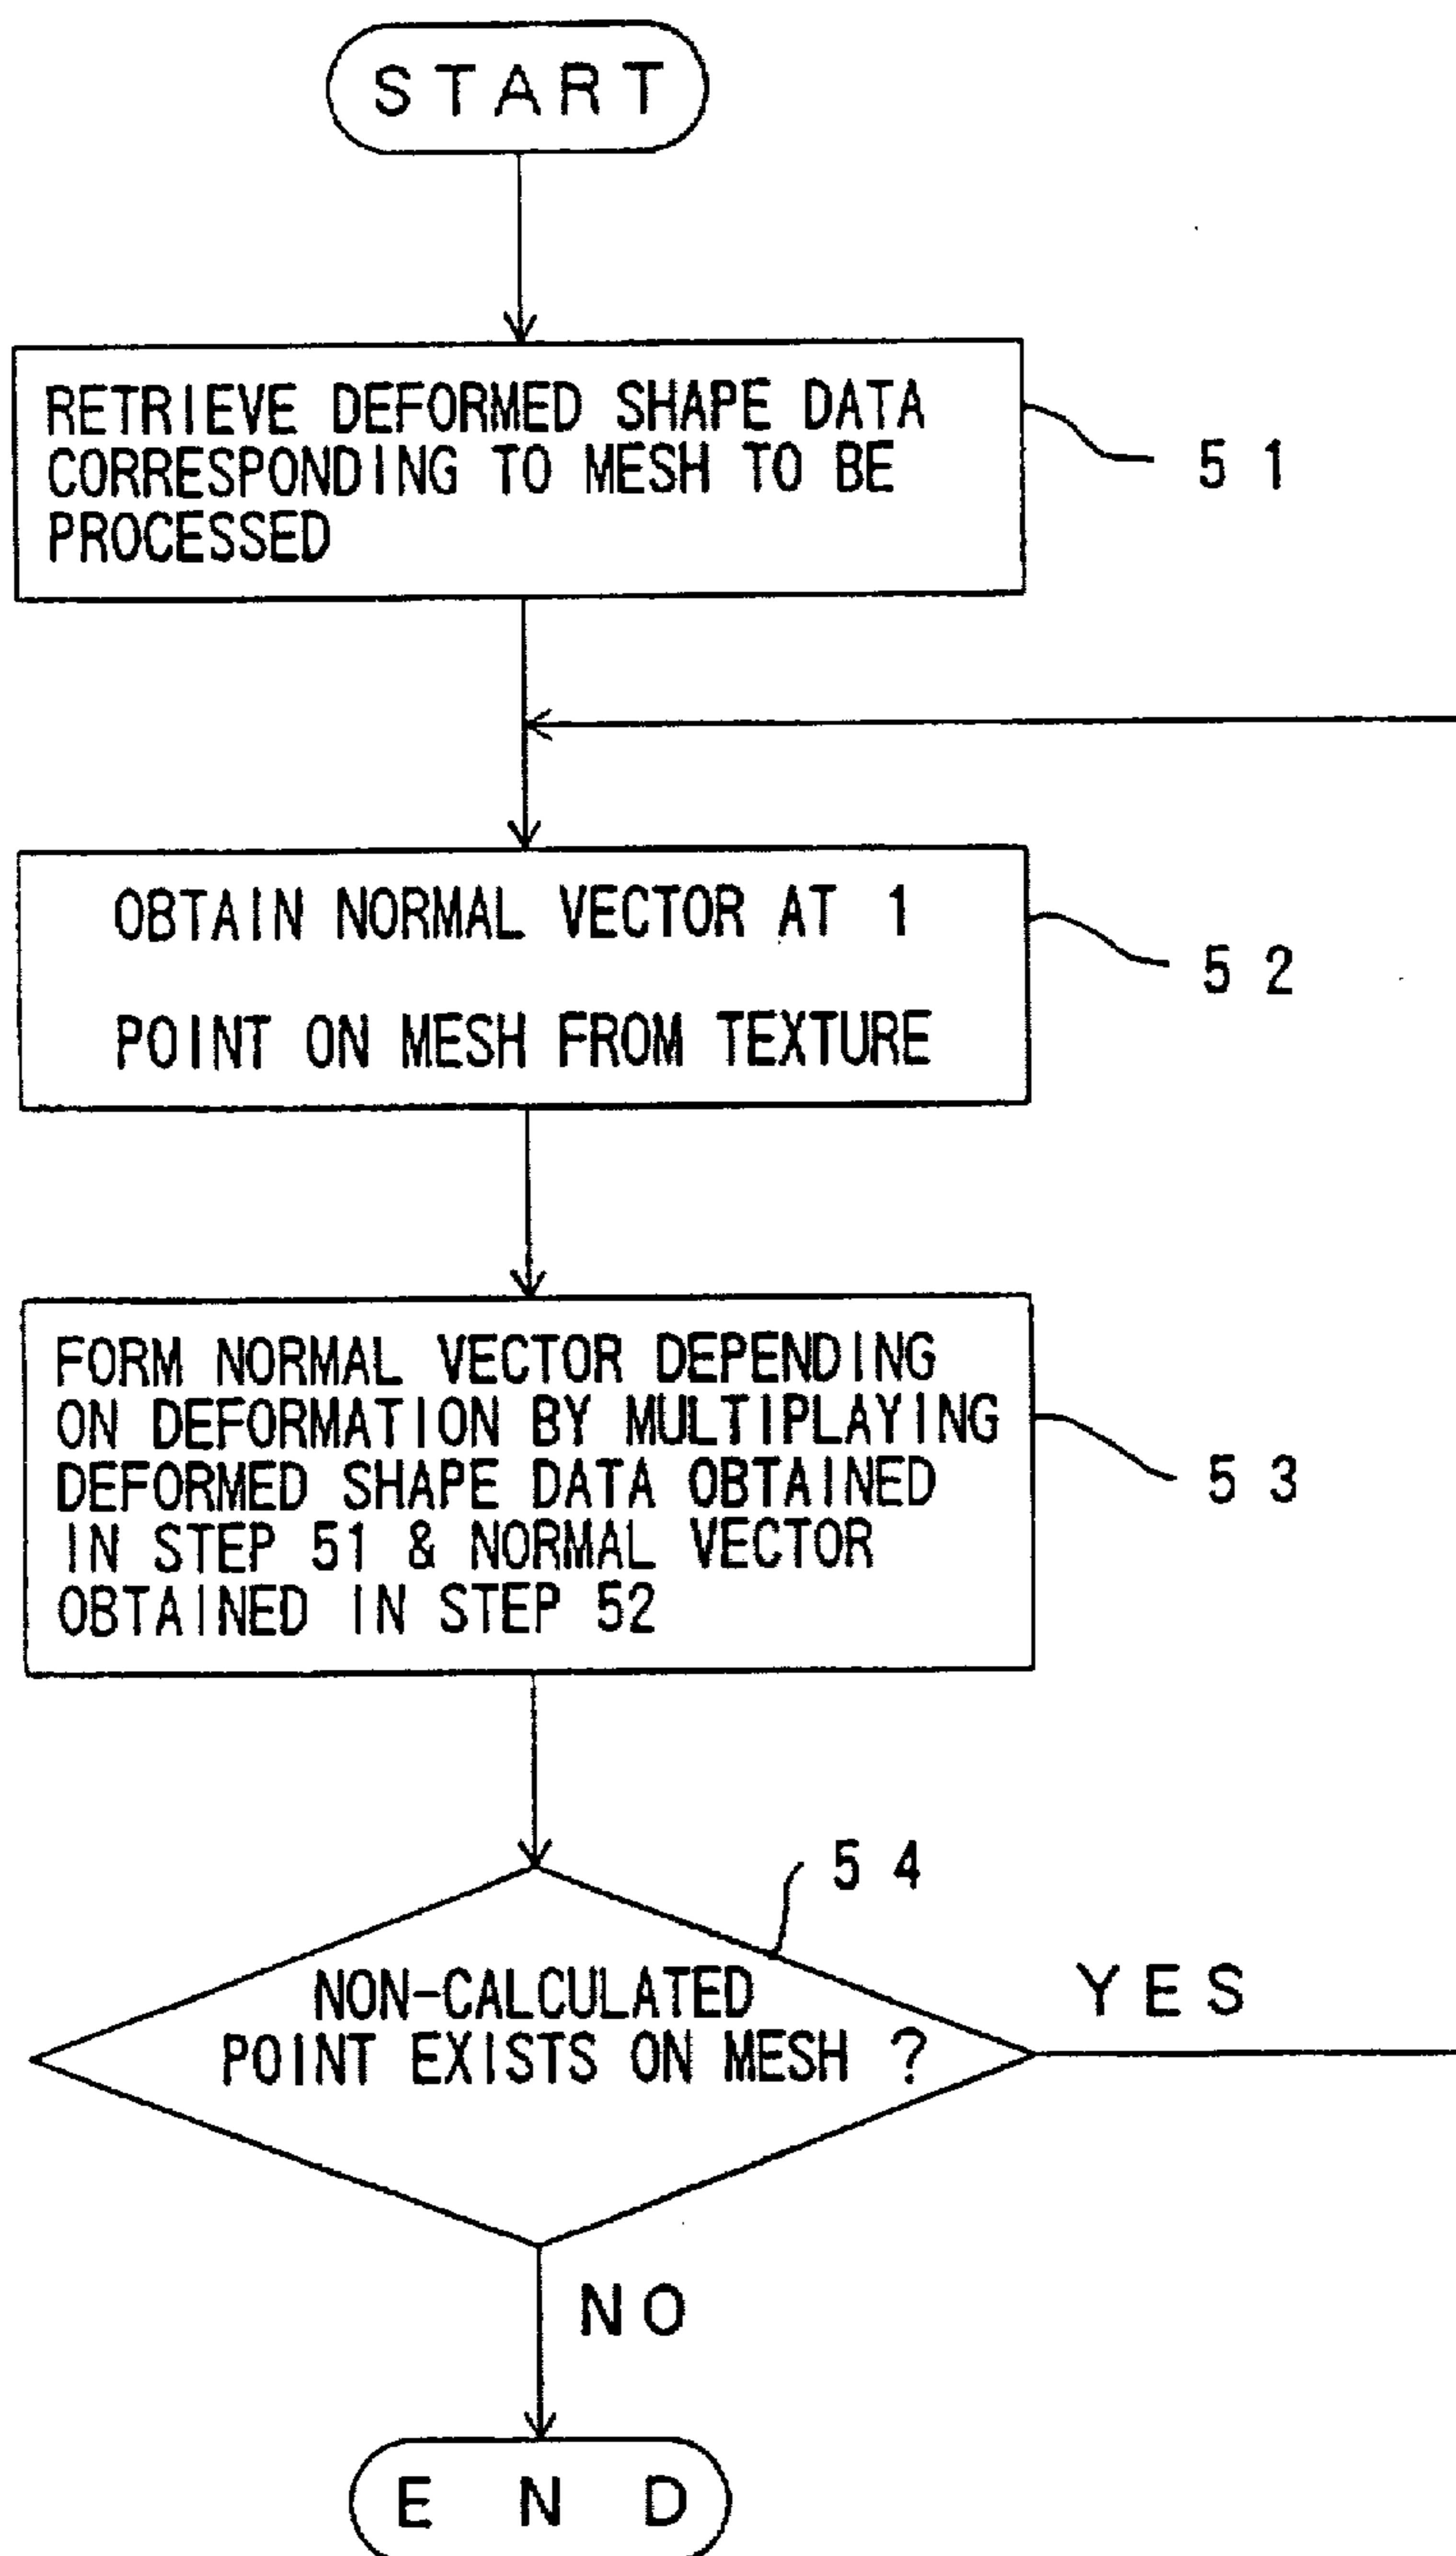 START
RETRIEVE DEFORMED SHAPE DATA
CORRESPONDING TO MESH TO BE
PROCESSED
51
OBTAIN NORMAL VECTOR AT 1
POINT ON MESH FROM TEXTURE
52
FORM NORMAL VECTOR DEPENDING
ON DEFORMATION BY MULTIPLAYING
DEFORMED SHAPE DATA OBTAINED
IN STEP 51 & NORMAL VECTOR
OBTAINED IN STEP 52
53
54
NON-CALCULATED
POINT EXISTS ON MESH ?
YES
NO
END